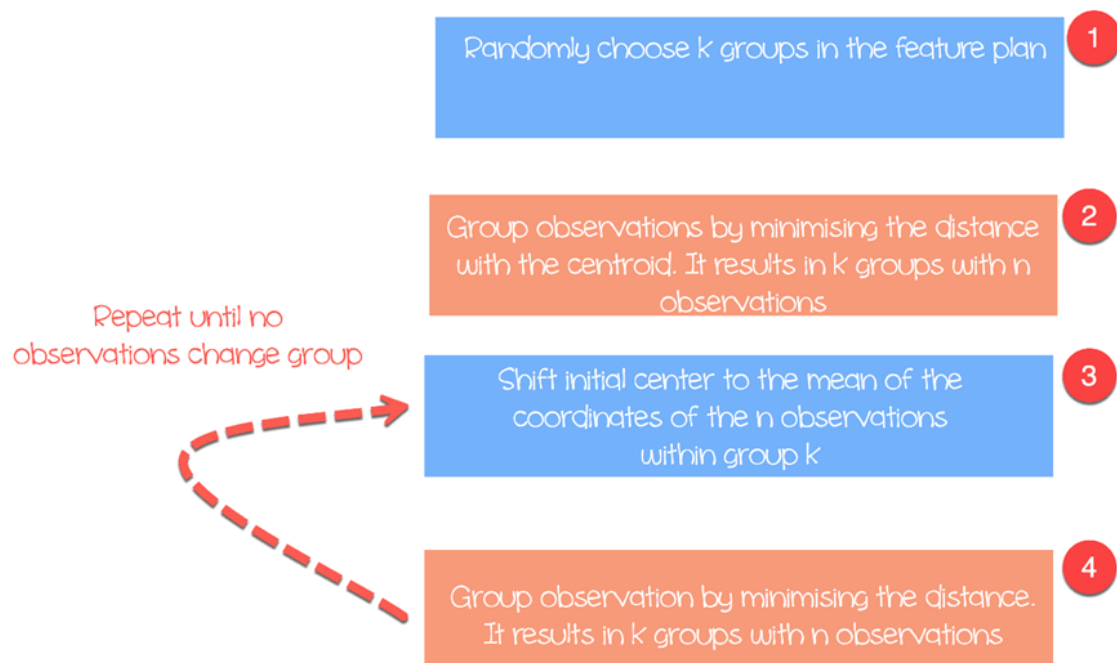 Randomly choose k groups in the feature plan
1
Group observations by minimising the distance
with the centroid. It results in k groups with n
observations
2
Repeat until no
observations change group
Shift initial center to the mean of the
coordinates of the n observations
within group k
3
Group observation by minimising the distance.
It results in k groups with n observations
4